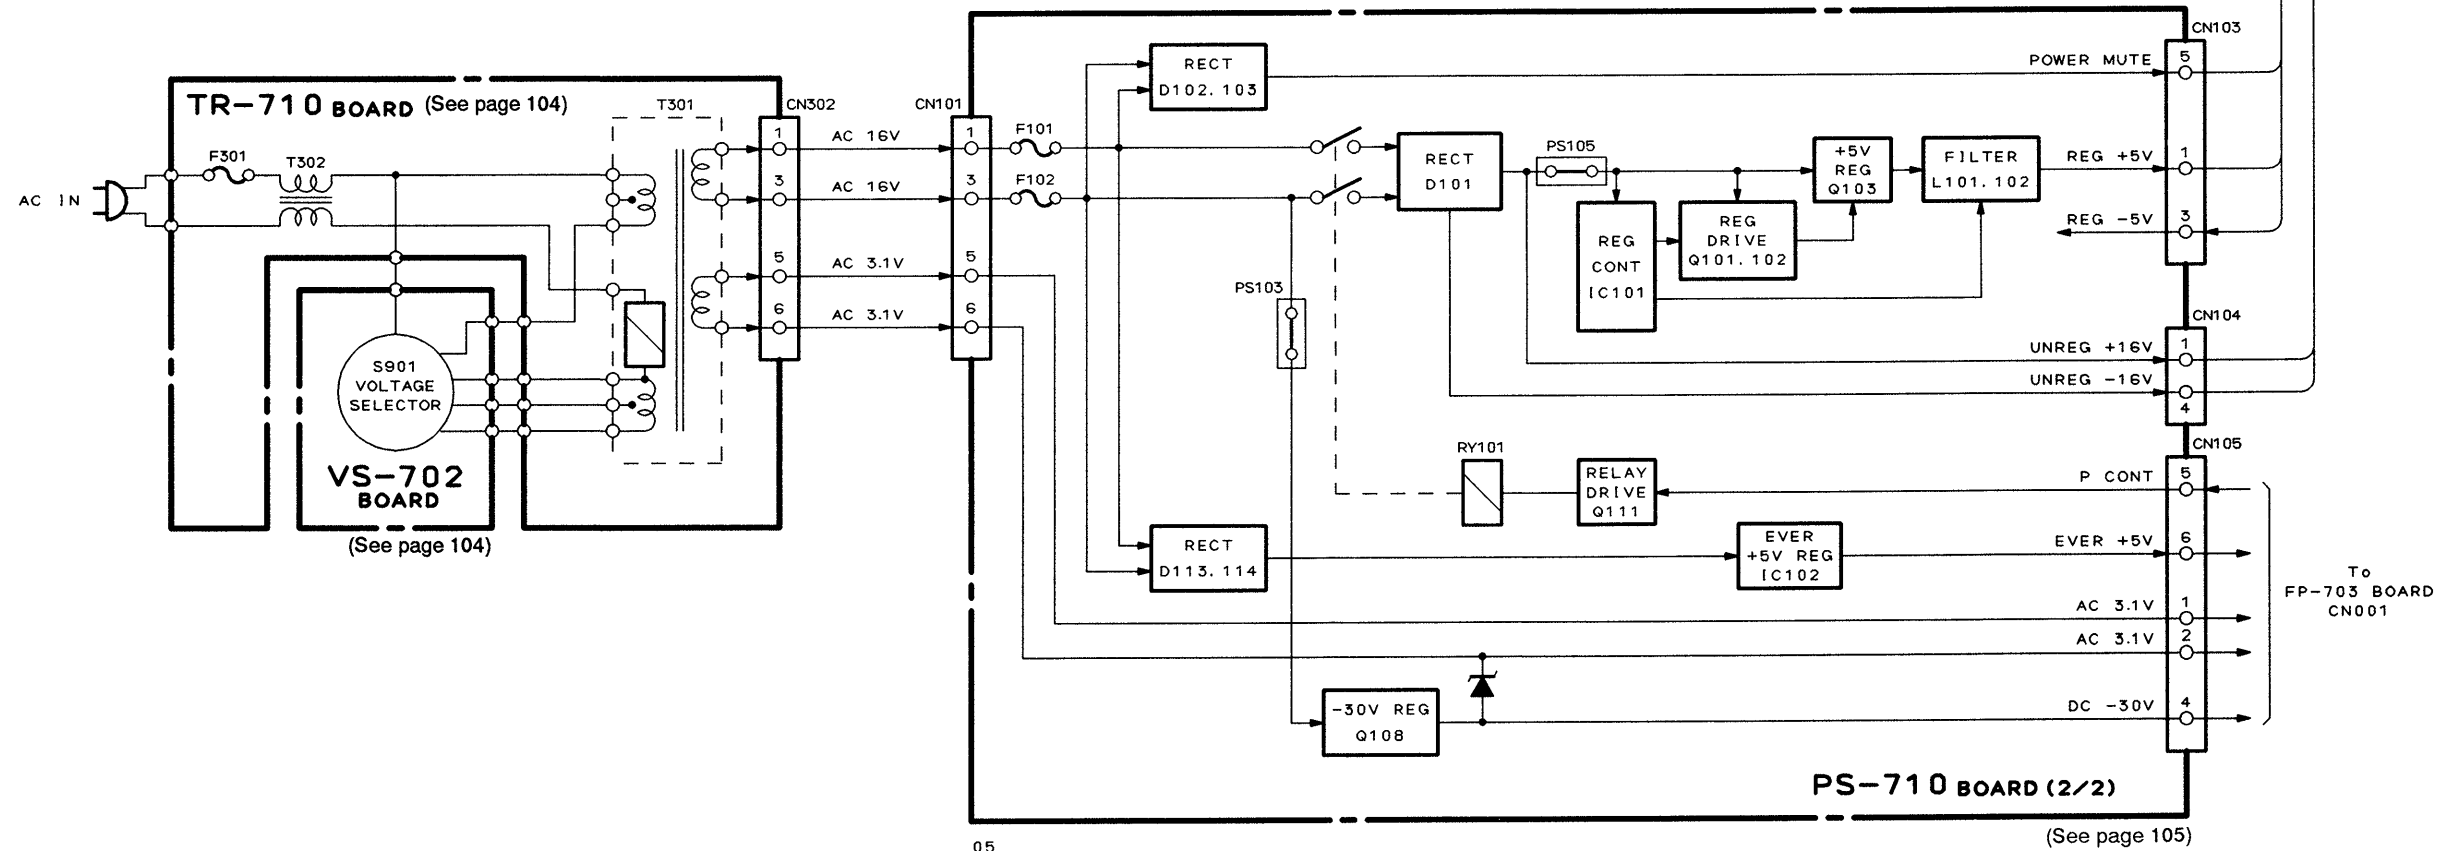 TR-710 BOARD (See page 104)
AC IN
F301
T302
T301
CN302
1
3
5
6
S901
VOLTAGE
SELECTOR
VS-702
BOARD
(See page 104)
AC 16V
AC 16V
AC 3.1V
AC 3.1V
CN101
1
3
5
6
F101
F102
RECT
D102.103
RECT
D101
PS105
+5V
REG
Q103
FILTER
L101.102
REG
CONT
IC101
REG
DRIVE
Q101.102
PS103
RY101
RELAY
DRIVE
Q111
RECT
D113.114
EVER
+5V REG
IC102
-30V REG
Q108
POWER MUTE
REG +5V
REG -5V
CN103
5
1
3
UNREG +16V
UNREG -16V
CN104
1
4
CN105
P CONT
5
EVER +5V
6
AC 3.1V
1
AC 3.1V
2
DC -30V
4
To
FP-703 BOARD
CN001
PS-710 BOARD (2/2)
(See page 105)
05